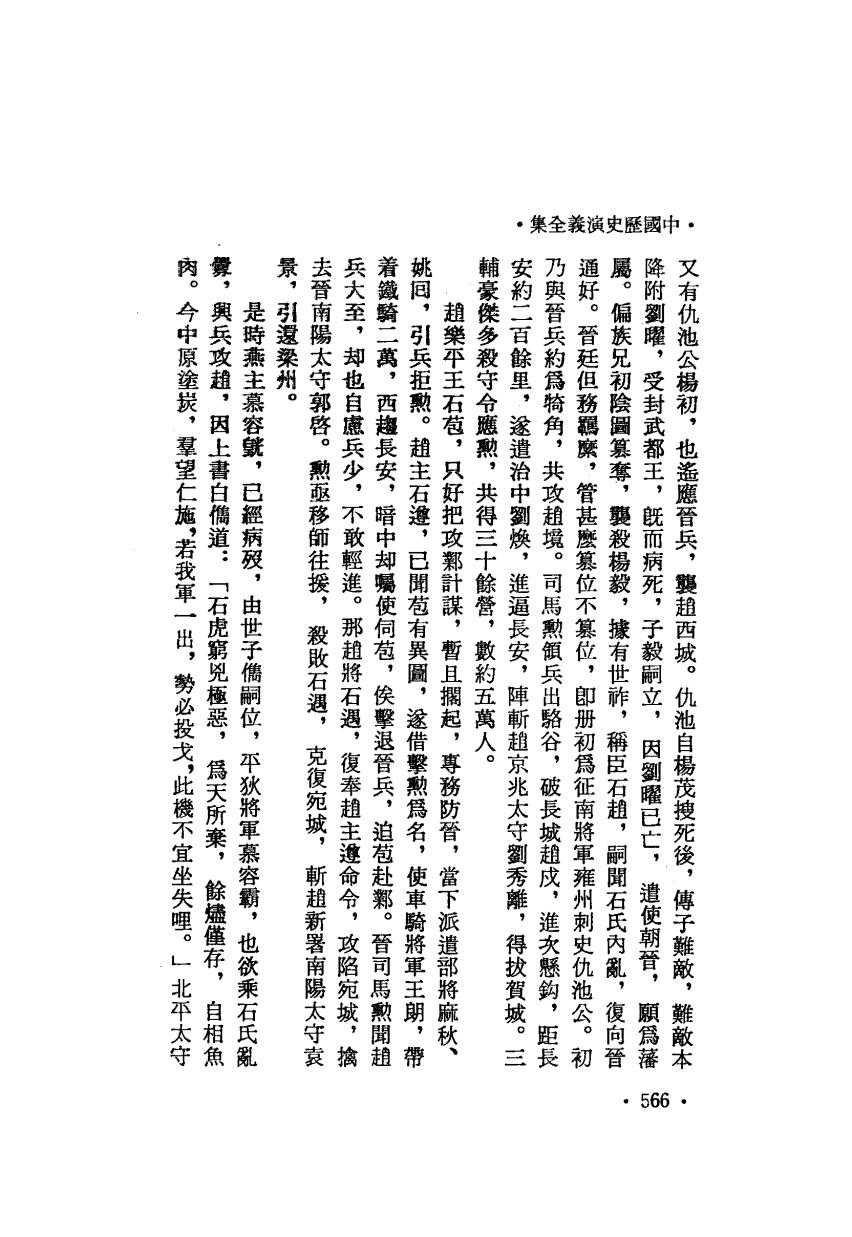 •中國歷史演義全集•
又有仇池公楊初，也遙應晉兵，襲趙西城。仇池自楊茂搜死後，傳子難敵，難敵本
降附劉曜，受封武都王，旣而病死，子毅嗣立，因劉曜已亡，遣使朝晉，願爲藩
屬。偏族兄初陰圖篡奪，襲殺楊毅，據有世祚，稱臣石趙，嗣聞石氏內亂，復向晉
通好。晉廷但務羈縻，管甚麼篡位不篡位，卽册初爲征南將軍雍州刺史仇池公。初
乃與晉兵約爲犄角，共攻趙境。司馬勳領兵出駱谷，破長城趙戍，進次懸鈎，距長
安約二百餘里，遂遣治中劉煥，進逼長安，陣斬趙京兆太守劉秀離，得拔賀城。三
輔豪傑多殺守令應勳，共得三十餘營，數約五萬人。
趙樂平王石苞，只好把攻鄴計謀，暫且擱起，專務防晉，當下派遣部將麻秋、
姚囘，引兵拒勳。趙主石遵，已聞苞有異圖，遂借擊勳爲名，使車騎將軍王朗，帶
着鐵騎二萬，西趨長安，暗中却囑使伺苞，俟擊退晉兵，迫苞赴鄴。晉司馬勳聞趙
兵大至，却也自慮兵少，不敢輕進。那趙將石遇，復奉趙主遵命令，攻陷宛城，擒
去晉南陽太守郭啓。勳亟移師往援，殺敗石遇，克復宛城，斬趙新署南陽太守袁
景，引還梁州。
是時燕主慕容皝，已經病歿，由世子儁嗣位，平狄將軍慕容霸，也欲乘石氏亂
釁，興兵攻趙，因上書白儁道：「石虎窮兇極惡，爲天所棄，餘燼僅存，自相魚
肉。今中原塗炭，羣望仁施，若我軍一出，勢必投戈，此機不宜坐失哩。」北平太守
•566•